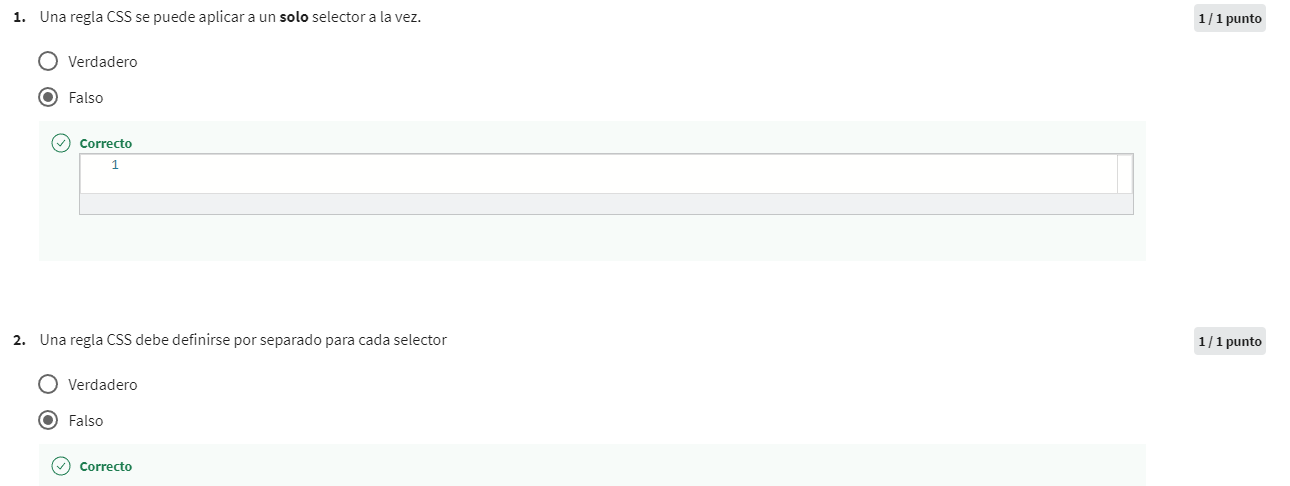 1. Una regla CSS se puede aplicar a un solo selector a la vez.
1 / 1 punto
Verdadero
Falso
Correcto
1
2. Una regla CSS debe definirse por separado para cada selector
1 / 1 punto
Verdadero
Falso
Correcto